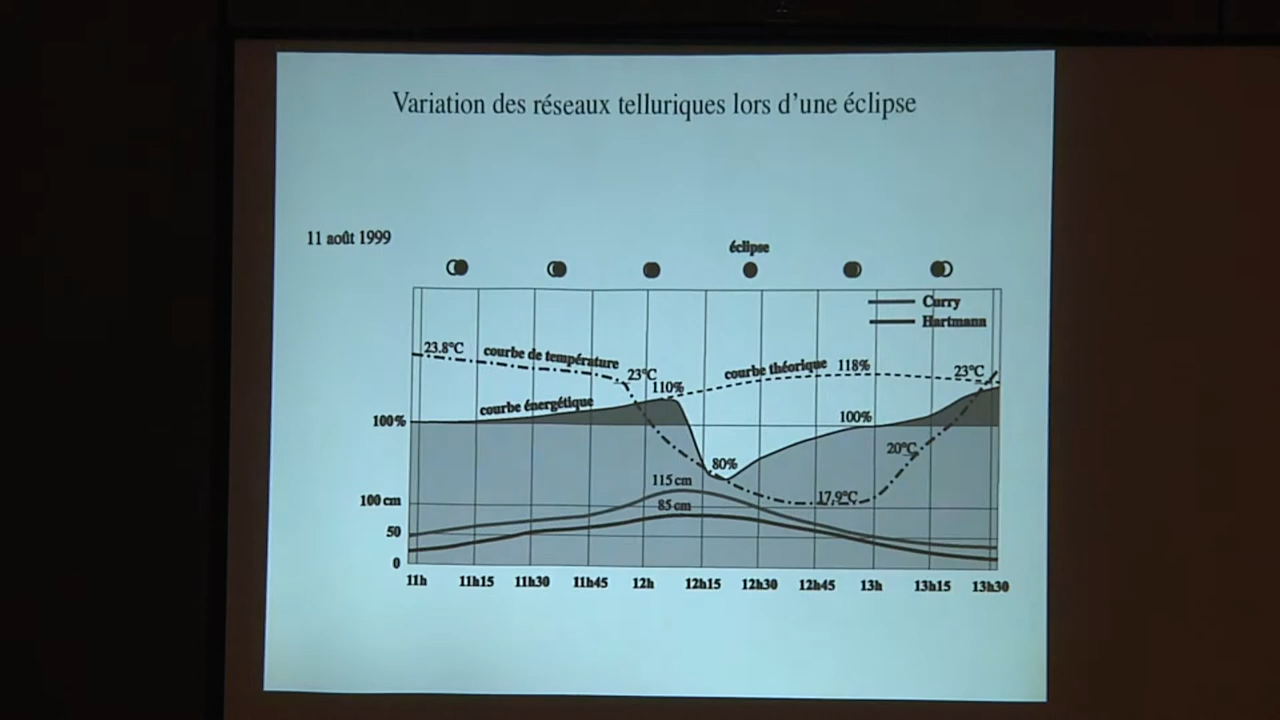 Variation des réseaux telluriques lors d'une éclipse
11 août 1999
éclipse
Curry
Hartmann
23.8°C
courbe de température
23°C
110%
courbe théorique
118%
23°C
courbe énergétique
100%
100%
80%
20°C
115 cm
17,9°C
100 cm
85 cm
50
0
11h 11h15 11h30 11h45 12h 12h15 12h30 12h45 13h 13h15 13h30